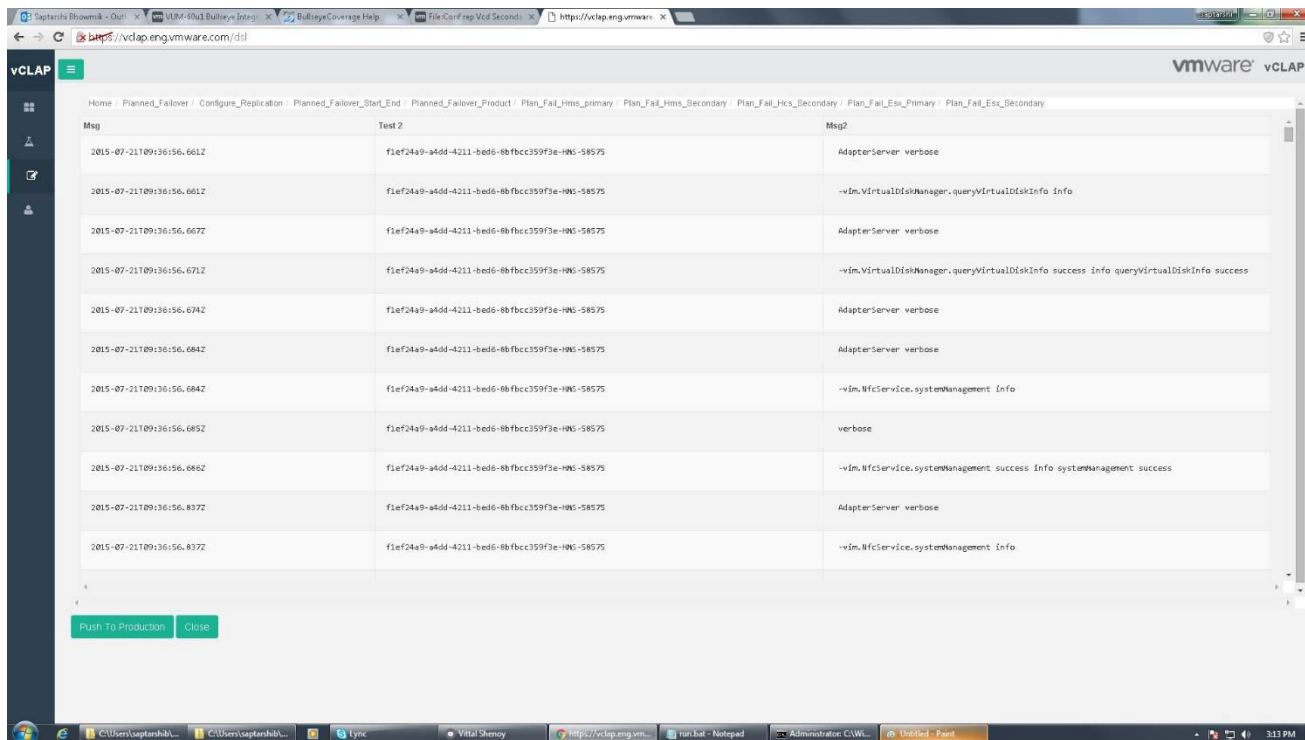 Saptarshi Bhowmik - Outl
VUM-60u1:Bullseye Integr
BullseyeCoverage Help
File:Conf rep Vcd Seconda
https://vclap.eng.vmware.
https://vclap.eng.vmware.com/dsl
vCLAP
vmware vCLAP
Home / Planned_Failover / Configure_Replication / Planned_Failover_Start_End / Planned_Failover_Product / Plan_Fail_Hms_primary / Plan_Fail_Hms_Secondary / Plan_Fail_Hcs_Secondary / Plan_Fail_Esx_Primary / Plan_Fail_Esx_Secondary
Msg Test 2 Msg2
2015-07-21T09:36:56.661Z f1ef24a9-a4dd-4211-bed6-8bfbcc359f3e-HMS-58575 AdapterServer verbose
2015-07-21T09:36:56.661Z f1ef24a9-a4dd-4211-bed6-8bfbcc359f3e-HMS-58575 -vim.VirtualDiskManager.queryVirtualDiskInfo info
2015-07-21T09:36:56.667Z f1ef24a9-a4dd-4211-bed6-8bfbcc359f3e-HMS-58575 AdapterServer verbose
2015-07-21T09:36:56.671Z f1ef24a9-a4dd-4211-bed6-8bfbcc359f3e-HMS-58575 -vim.VirtualDiskManager.queryVirtualDiskInfo success info queryVirtualDiskInfo success
2015-07-21T09:36:56.674Z f1ef24a9-a4dd-4211-bed6-8bfbcc359f3e-HMS-58575 AdapterServer verbose
2015-07-21T09:36:56.684Z f1ef24a9-a4dd-4211-bed6-8bfbcc359f3e-HMS-58575 AdapterServer verbose
2015-07-21T09:36:56.684Z f1ef24a9-a4dd-4211-bed6-8bfbcc359f3e-HMS-58575 -vim.NfcService.systemManagement info
2015-07-21T09:36:56.685Z f1ef24a9-a4dd-4211-bed6-8bfbcc359f3e-HMS-58575 verbose
2015-07-21T09:36:56.686Z f1ef24a9-a4dd-4211-bed6-8bfbcc359f3e-HMS-58575 -vim.NfcService.systemManagement success info systemManagement success
2015-07-21T09:36:56.837Z f1ef24a9-a4dd-4211-bed6-8bfbcc359f3e-HMS-58575 AdapterServer verbose
2015-07-21T09:36:56.837Z f1ef24a9-a4dd-4211-bed6-8bfbcc359f3e-HMS-58575 -vim.NfcService.systemManagement info
Push To Production Close
C:\Users\saptarshib\... C:\Users\saptarshib\... Lync Vittal Shenoy https://vclap.eng.vm... run.bat - Notepad Administrator: C:\Wi... Untitled - Paint 3:13 PM